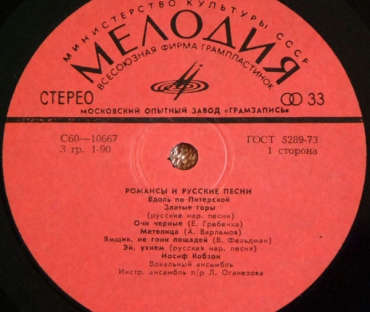 МИНИСТЕРСТВО КУЛЬТУРЫ СССР
МЕЛОДИЯ
ВСЕСОЮЗНАЯ ФИРМА ГРАМПЛАСТИНОК
СТЕРЕО 33
МОСКОВСКИЙ ОПЫТНЫЙ ЗАВОД «ГРАМЗАПИСЬ»
С60—10667 ГОСТ 5289-73
3 гр. 1-90 1 сторона
РОМАНСЫ И РУССКИЕ ПЕСНИ
Вдоль по Питерской
Златые горы
(русские нар. песни)
Очи черные (Е. Гребенка)
Метелица (А. Варламов)
Ямщик, не гони лошадей (В. Фельдман)
Эй, ухнем (русская нар. песня)
Иосиф Кобзон
Вокальный ансамбль
Инстр. ансамбль п/р Л. Оганезова